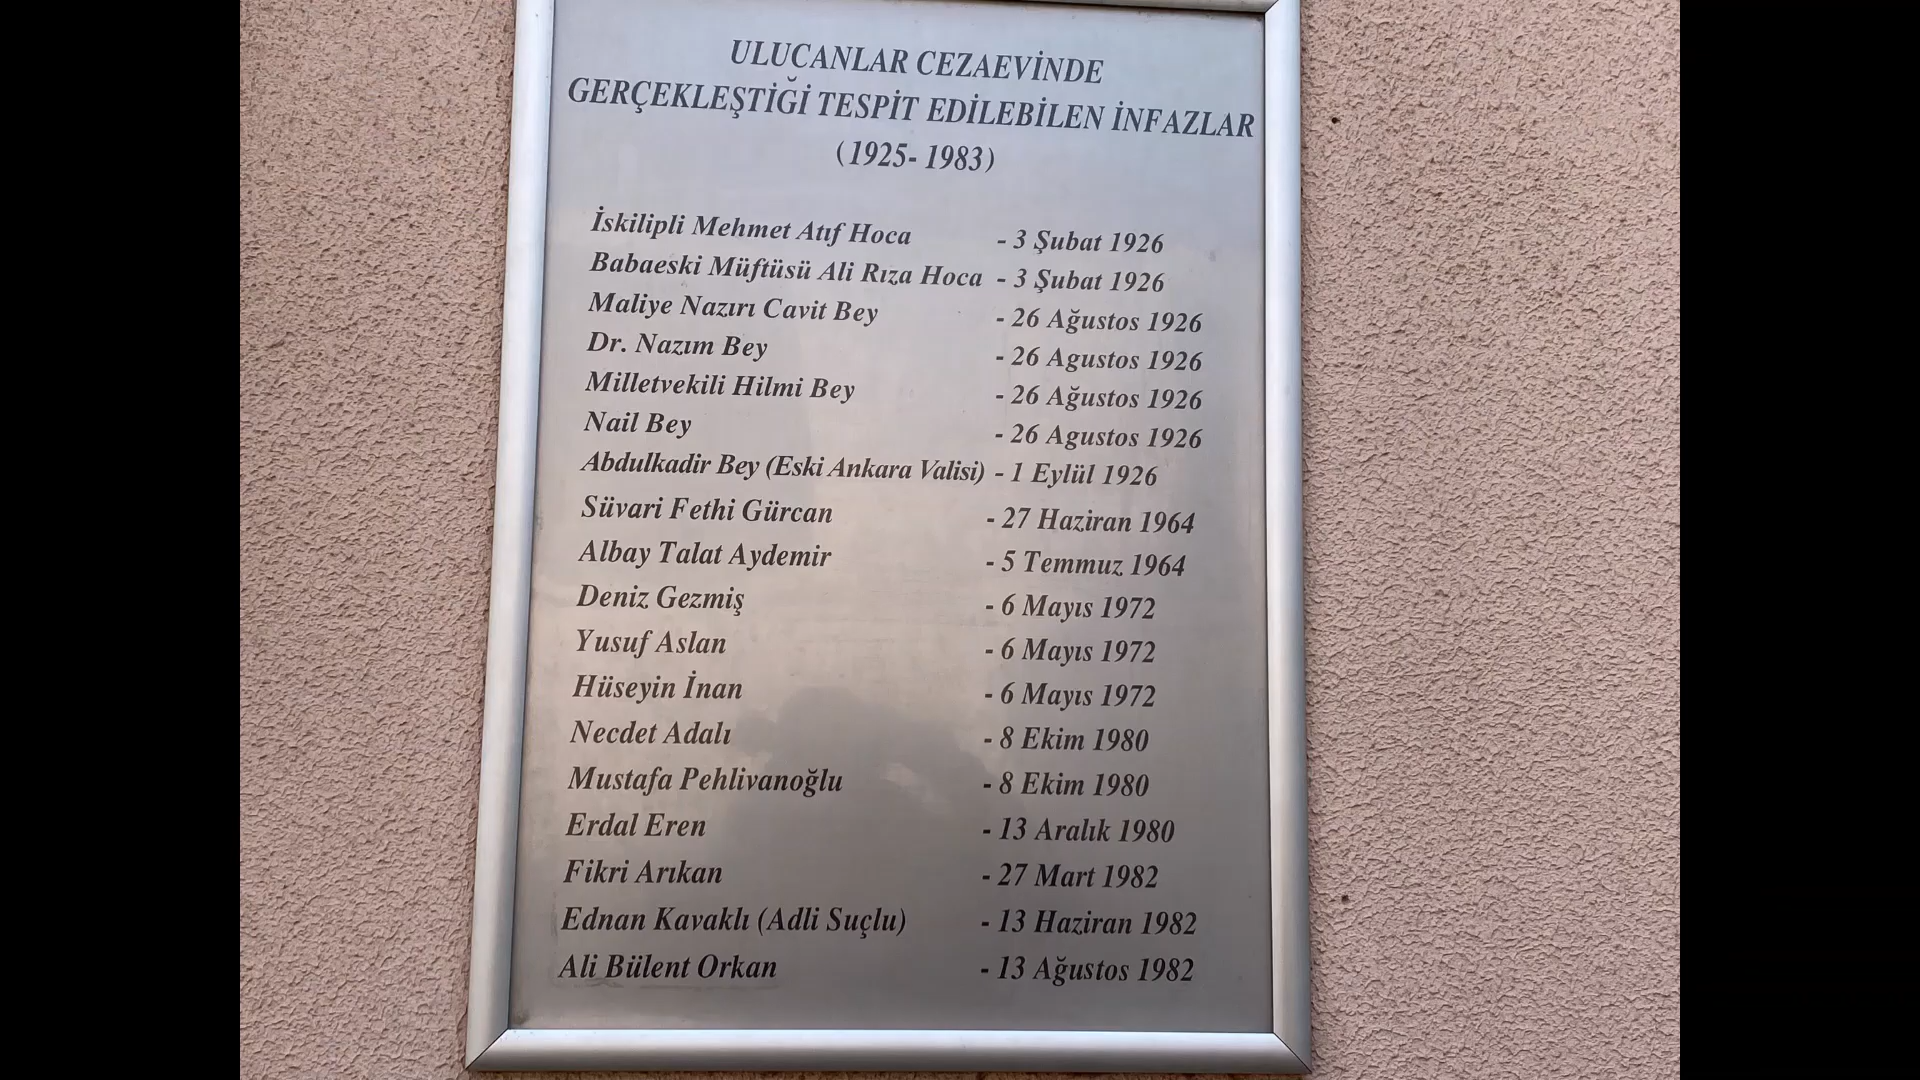 ULUCANLAR CEZAEVİNDE
GERÇEKLEŞTİĞİ TESPİT EDİLEBİLEN İNFAZLAR
(1925- 1983)
İskilipli Mehmet Atıf Hoca - 3 Şubat 1926
Babaeski Müftüsü Ali Rıza Hoca - 3 Şubat 1926
Maliye Nazırı Cavit Bey - 26 Ağustos 1926
Dr. Nazım Bey - 26 Agustos 1926
Milletvekili Hilmi Bey - 26 Ağustos 1926
Nail Bey - 26 Agustos 1926
Abdulkadir Bey (Eski Ankara Valisi) - 1 Eylül 1926
Süvari Fethi Gürcan - 27 Haziran 1964
Albay Talat Aydemir - 5 Temmuz 1964
Deniz Gezmiş - 6 Mayıs 1972
Yusuf Aslan - 6 Mayıs 1972
Hüseyin İnan - 6 Mayıs 1972
Necdet Adalı - 8 Ekim 1980
Mustafa Pehlivanoğlu - 8 Ekim 1980
Erdal Eren - 13 Aralık 1980
Fikri Arıkan - 27 Mart 1982
Ednan Kavaklı (Adli Suçlu) - 13 Haziran 1982
Ali Bülent Orkan - 13 Ağustos 1982